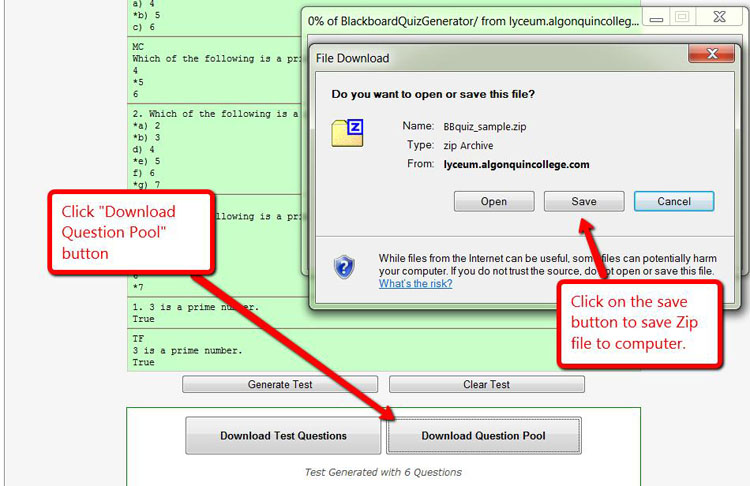 a) 4
*b) 5
c) 6
MC
Which of the following is a pri
4
*5
6
2. Which of the following is a
*a) 2
*b) 3
d) 4
*e) 5
f) 6
*g) 7
lowing is a pri
6
*7
1. 3 is a prime number.
True
TF
3 is a prime number.
True
Generate Test
Clear Test
Download Test Questions
Download Question Pool
Test Generated with 6 Questions
Click "Download
Question Pool"
button
0% of BlackboardQuizGenerator/ from lyceum.algonquincolleg...
File Download
Do you want to open or save this file?
Name: BBquiz_sample.zip
Type: zip Archive
From: lyceum.algonquincollege.com
Open
Save
Cancel
While files from the Internet can be useful, some files can potentially harm
your computer. If you do not trust the source, do not open or save this file.
What's the risk?
Click on the save
button to save Zip
file to computer.